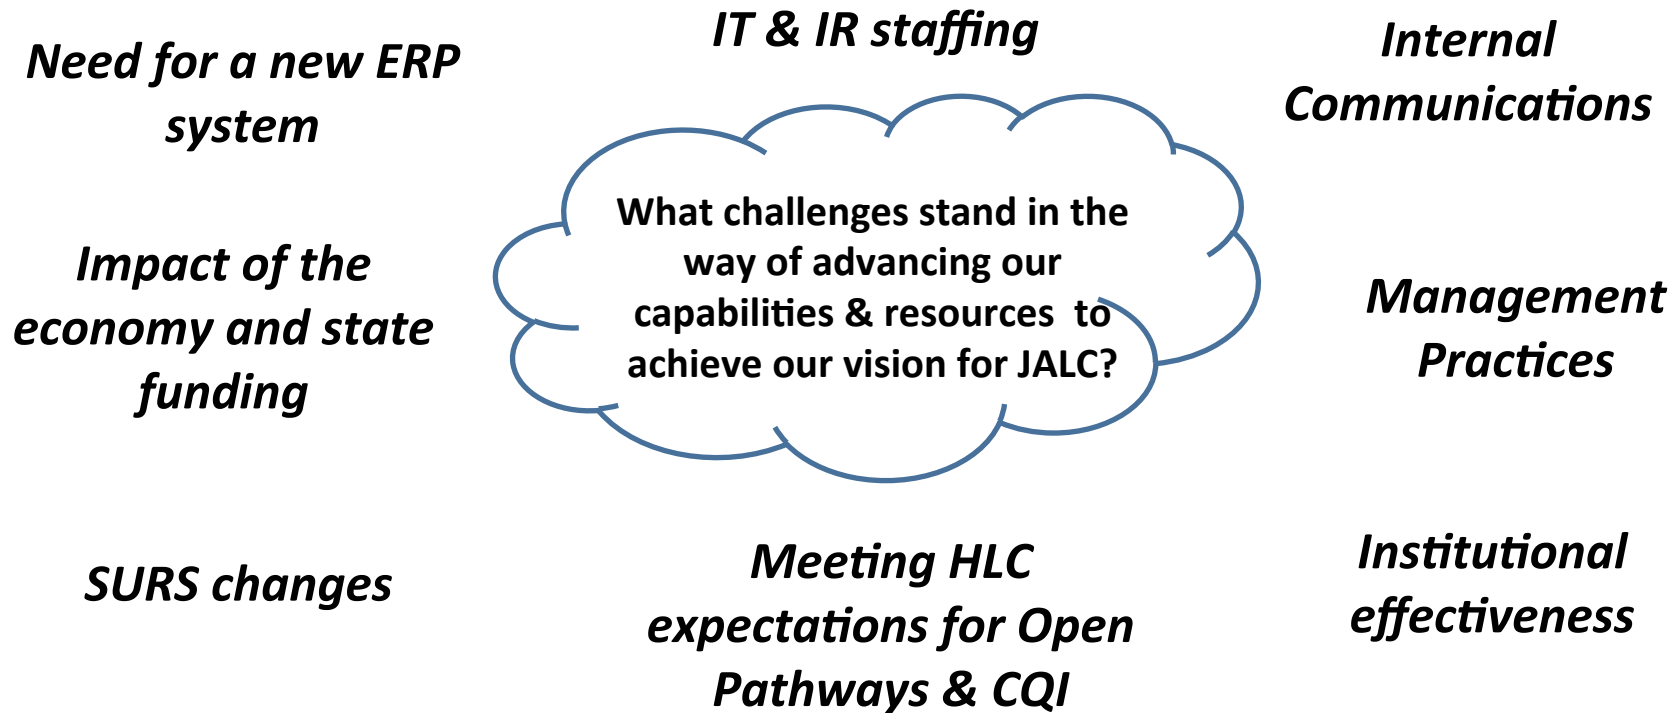 IT & IR staffing
Need for a new ERP
system
Internal
Communications
What challenges stand in the
way of advancing our
capabilities & resources to
achieve our vision for JALC?
Impact of the
economy and state
funding
Management
Practices
SURS changes
Meeting HLC
expectations for Open
Pathways & CQI
Institutional
effectiveness